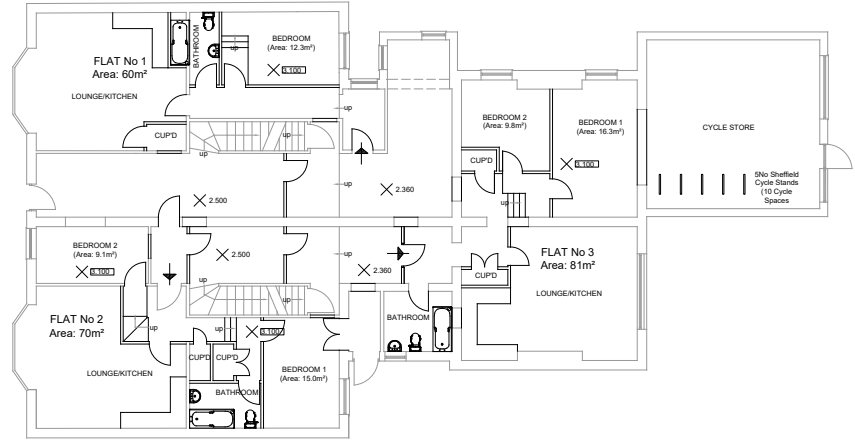 FLAT No 1
Area: 60m²
LOUNGE/KITCHEN
BATHROOM
up
BEDROOM
(Area: 12.3m²)
3.100
up
CUP'D
up
up
2.500
2.360
BEDROOM 2
(Area: 9.8m²)
BEDROOM 1
(Area: 16.3m²)
3.100
CUP'D
up
CYCLE STORE
5No Sheffield
Cycle Stands
(10 Cycle
Spaces
BEDROOM 2
(Area: 9.1m²)
3.100
2.500
up
up
2.360
FLAT No 3
Area: 81m²
LOUNGE/KITCHEN
CUP'D
FLAT No 2
Area: 70m²
LOUNGE/KITCHEN
up
up
up
3.100
CUP'D
CUP'D
BEDROOM 1
(Area: 15.0m²)
BATHROOM
BATHROOM